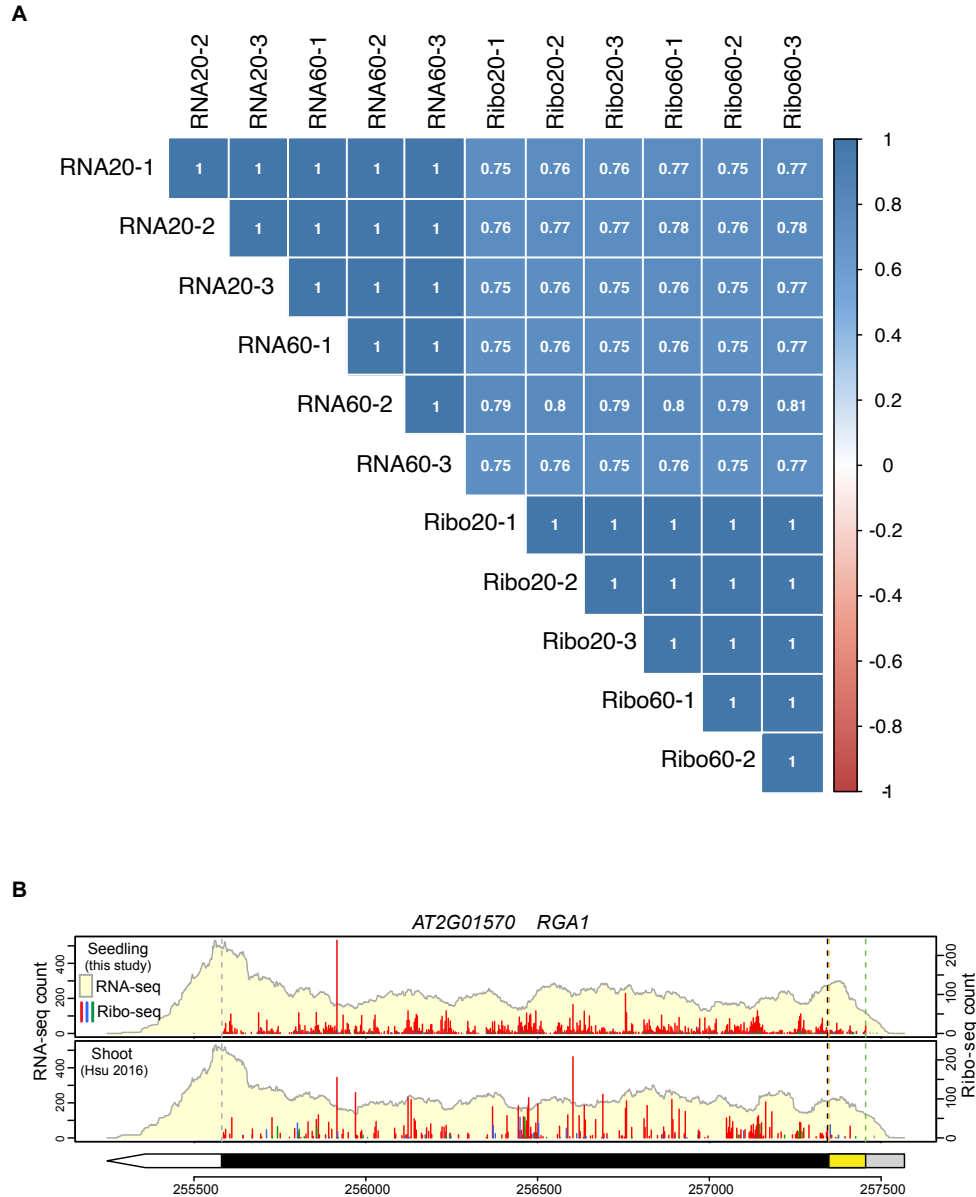 A
RNA20-2 RNA20-3 RNA60-1 RNA60-2 RNA60-3 Ribo20-1 Ribo20-2 Ribo20-3 Ribo60-1 Ribo60-2 Ribo60-3
RNA20-1 1 1 1 1 1 0.75 0.76 0.76 0.77 0.75 0.77
RNA20-2 1 1 1 1 0.76 0.77 0.77 0.78 0.76 0.78
RNA20-3 1 1 1 0.75 0.76 0.75 0.76 0.75 0.77
RNA60-1 1 1 0.75 0.76 0.75 0.76 0.75 0.77
RNA60-2 1 0.79 0.8 0.79 0.8 0.79 0.81
RNA60-3 0.75 0.76 0.75 0.76 0.75 0.77
Ribo20-1 1 1 1 1 1
Ribo20-2 1 1 1 1
Ribo20-3 1 1 1
Ribo60-1 1 1
Ribo60-2 1
1
0.8
0.6
0.4
0.2
0
-0.2
-0.4
-0.6
-0.8
-1
B
AT2G01570 RGA1
RNA-seq count
Seedling
(this study)
RNA-seq
Ribo-seq
0 200 400
0 50 100 200
Shoot
(Hsu 2016)
0 200 400
0 100 200
Ribo-seq count
255500 256000 256500 257000 257500